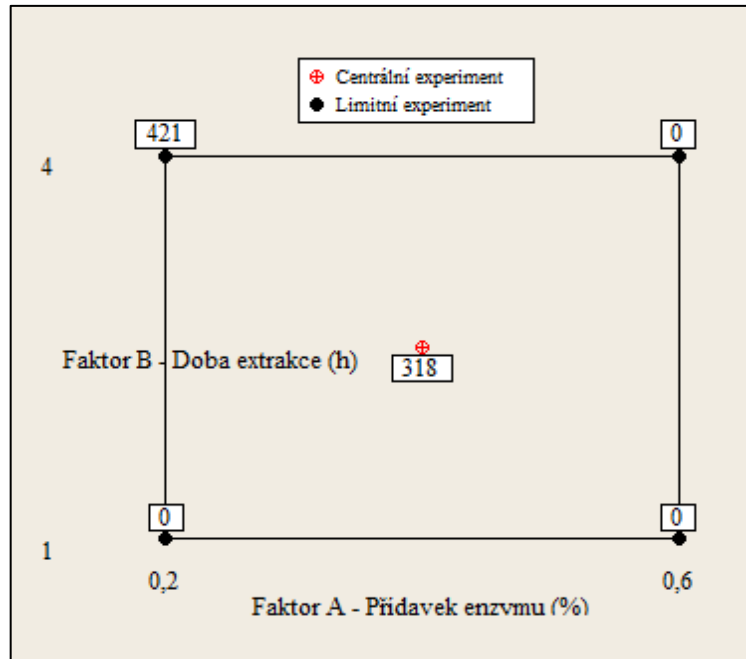 Centrální experiment
Limitní experiment
421
0
4
Faktor B - Doba extrakce (h)
318
0
0
1
0,2
0,6
Faktor A - Přídavek enzymu (%)